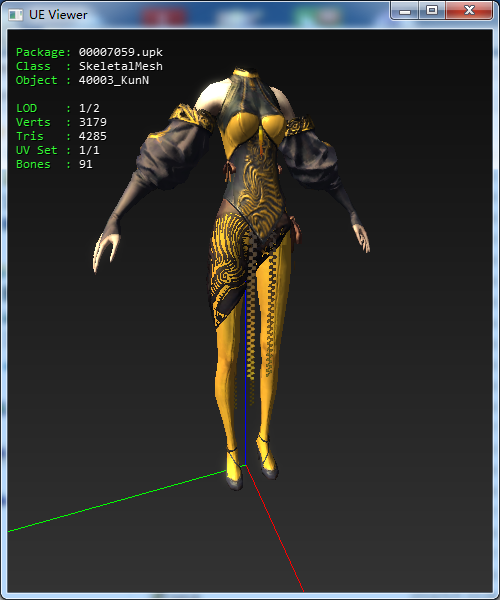 UE Viewer
Package: 00007059.upk
Class : SkeletalMesh
Object : 40003_KunN
LOD : 1/2
Verts : 3179
Tris : 4285
UV Set : 1/1
Bones : 91